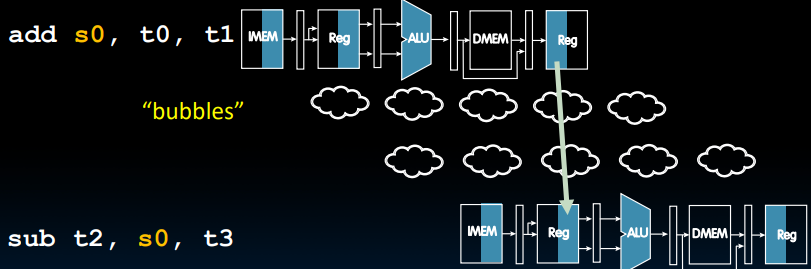 add s0, t0, t1 IMEM Reg ALU DMEM Reg
“bubbles”
sub t2, s0, t3 IMEM Reg ALU DMEM Reg